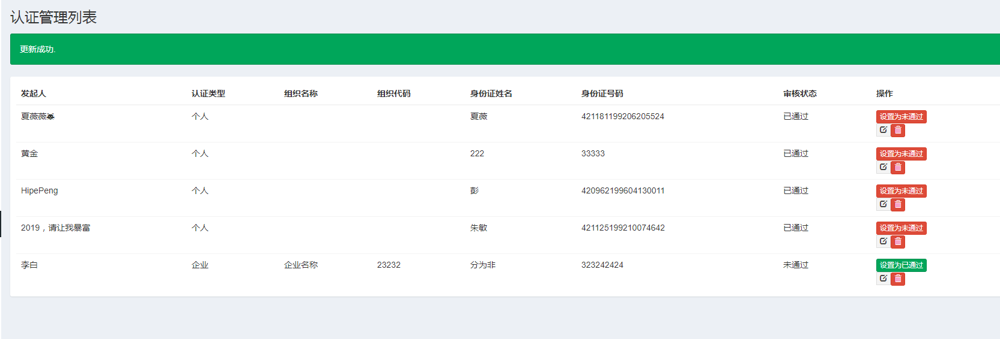 认证管理列表
更新成功.
发起人 认证类型 组织名称 组织代码 身份证姓名 身份证号码 审核状态 操作
夏薇薇 个人 夏薇 421181199206205524 已通过 设置为未通过
黄金 个人 222 33333 已通过 设置为未通过
HipePeng 个人 彭 420962199604130011 已通过 设置为未通过
2019，请让我暴富 个人 朱敏 421125199210074642 已通过 设置为未通过
李白 企业 企业名称 23232 分为非 323242424 未通过 设置为已通过